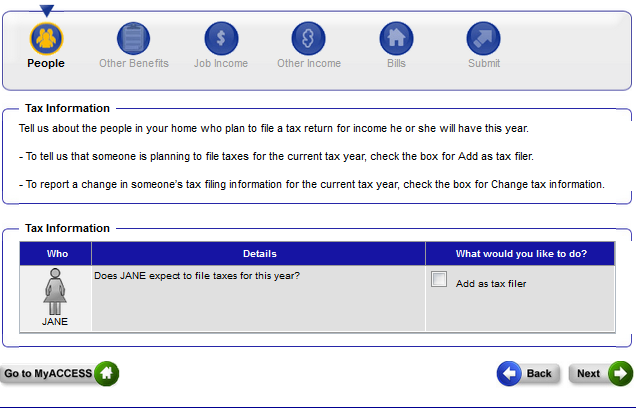 People
Other Benefits
Job Income
Other Income
Bills
Submit
Tax Information
Tell us about the people in your home who plan to file a tax return for income he or she will have this year.
- To tell us that someone is planning to file taxes for the current tax year, check the box for Add as tax filer.
- To report a change in someone's tax filing information for the current tax year, check the box for Change tax information.
Tax Information
Who
Details
What would you like to do?
Does JANE expect to file taxes for this year?
Add as tax filer
JANE
Go to MyACCESS
Back
Next